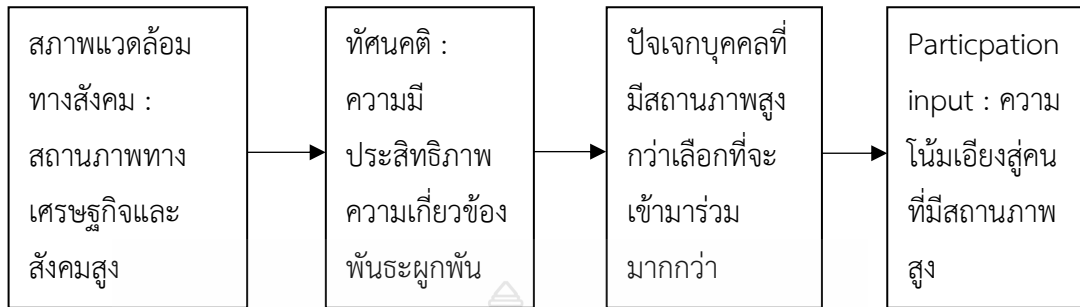 สภาพแวดล้อม
ทางสังคม :
สถานภาพทาง
เศรษฐกิจและ
สังคมสูง
ทัศนคติ :
ความมี
ประสิทธิภาพ
ความเกี่ยวข้อง
พันธะผูกพัน
ปัจเจกบุคคลที่
มีสถานภาพสูง
กว่าเลือกที่จะ
เข้ามาร่วม
มากกว่า
Particpation
input : ความ
โน้มเอียงสู่คน
ที่มีสถานภาพ
สูง